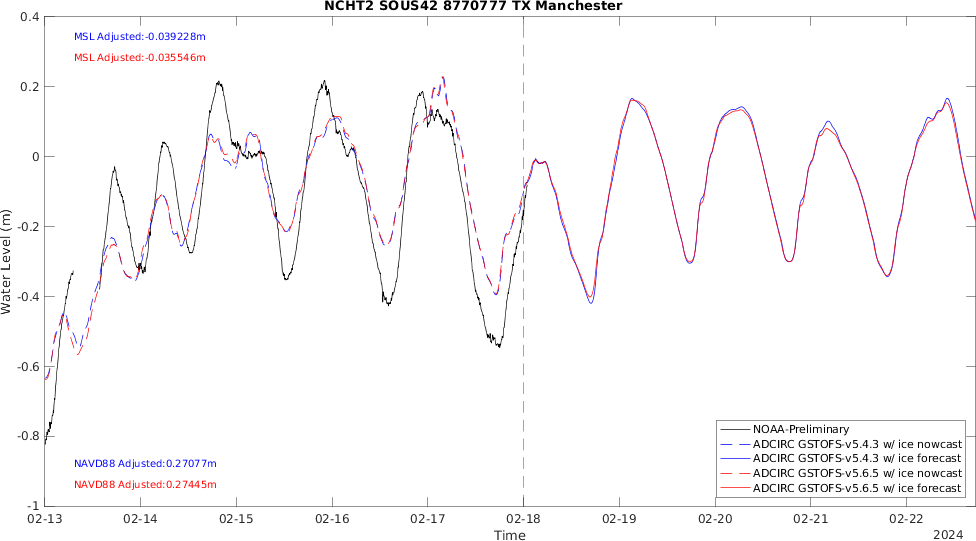 NCHT2 SOUS42 8770777 TX Manchester
MSL Adjusted:-0.039228m
MSL Adjusted:-0.035546m
NAVD88 Adjusted:0.27077m
NAVD88 Adjusted:0.27445m
Water Level (m)
0.4
0.2
0
-0.2
-0.4
-0.6
-0.8
-1
NOAA-Preliminary
ADCIRC GSTOFS-v5.4.3 w/ ice nowcast
ADCIRC GSTOFS-v5.4.3 w/ ice forecast
ADCIRC GSTOFS-v5.6.5 w/ ice nowcast
ADCIRC GSTOFS-v5.6.5 w/ ice forecast
02-13 02-14 02-15 02-16 02-17 02-18 02-19 02-20 02-21 02-22
Time
2024